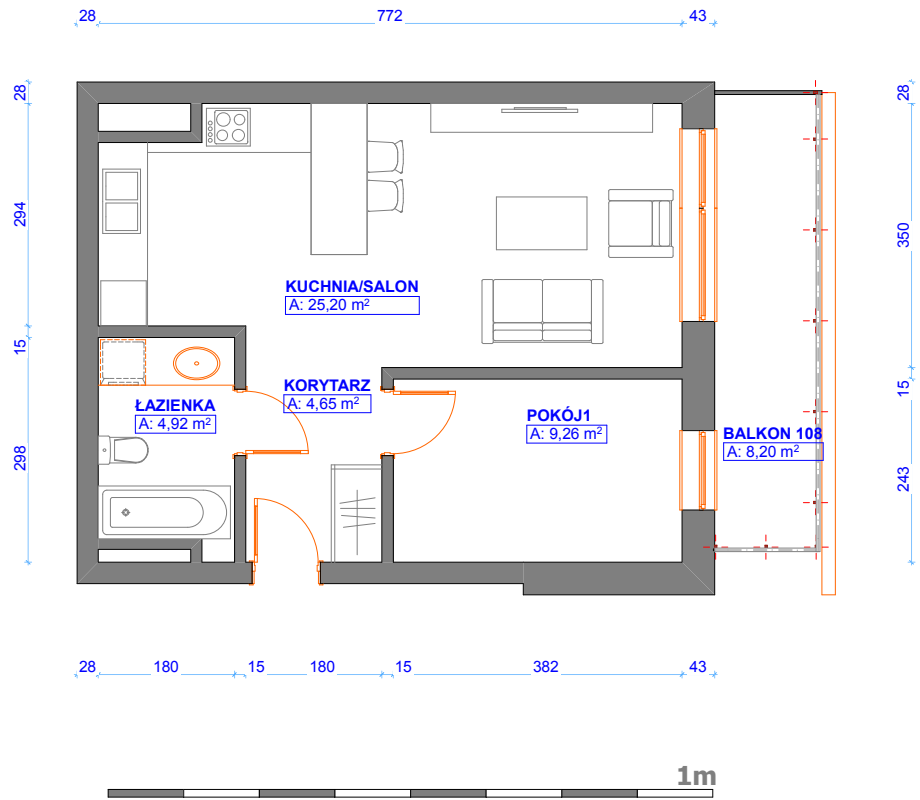 28 772 43
28
28
294
350
KUCHNIA/SALON
A: 25,20 m²
15
15
KORYTARZ
A: 4,65 m²
ŁAZIENKA
A: 4,92 m²
POKÓJ1
A: 9,26 m²
BALKON 108
A: 8,20 m²
298
243
28 180 15 180 15 382 43
1m